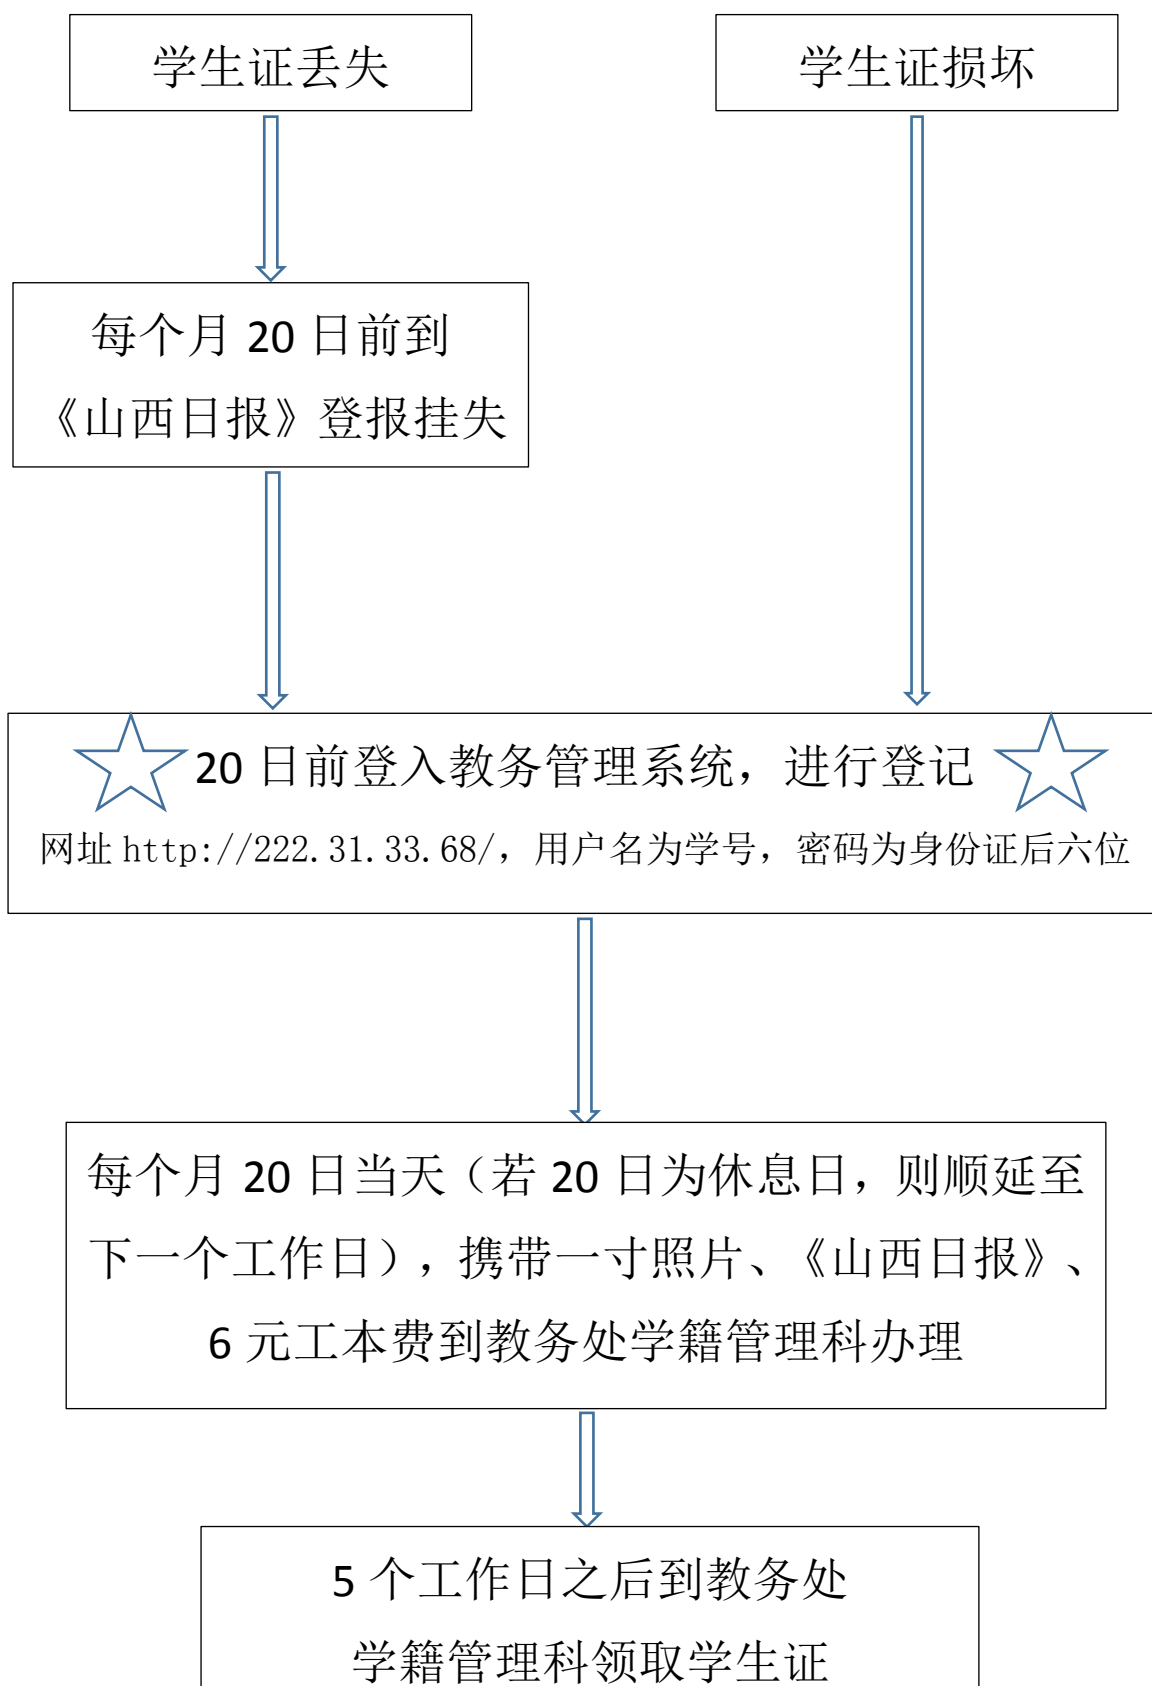 学生证丢失
学生证损坏
每个月 20 日前到
《山西日报》登报挂失
20 日前登入教务管理系统，进行登记
网址 http://222.31.33.68/，用户名为学号，密码为身份证后六位
每个月 20 日当天（若 20 日为休息日，则顺延至
下一个工作日），携带一寸照片、《山西日报》、
6 元工本费到教务处学籍管理科办理
5 个工作日之后到教务处
学籍管理科领取学生证